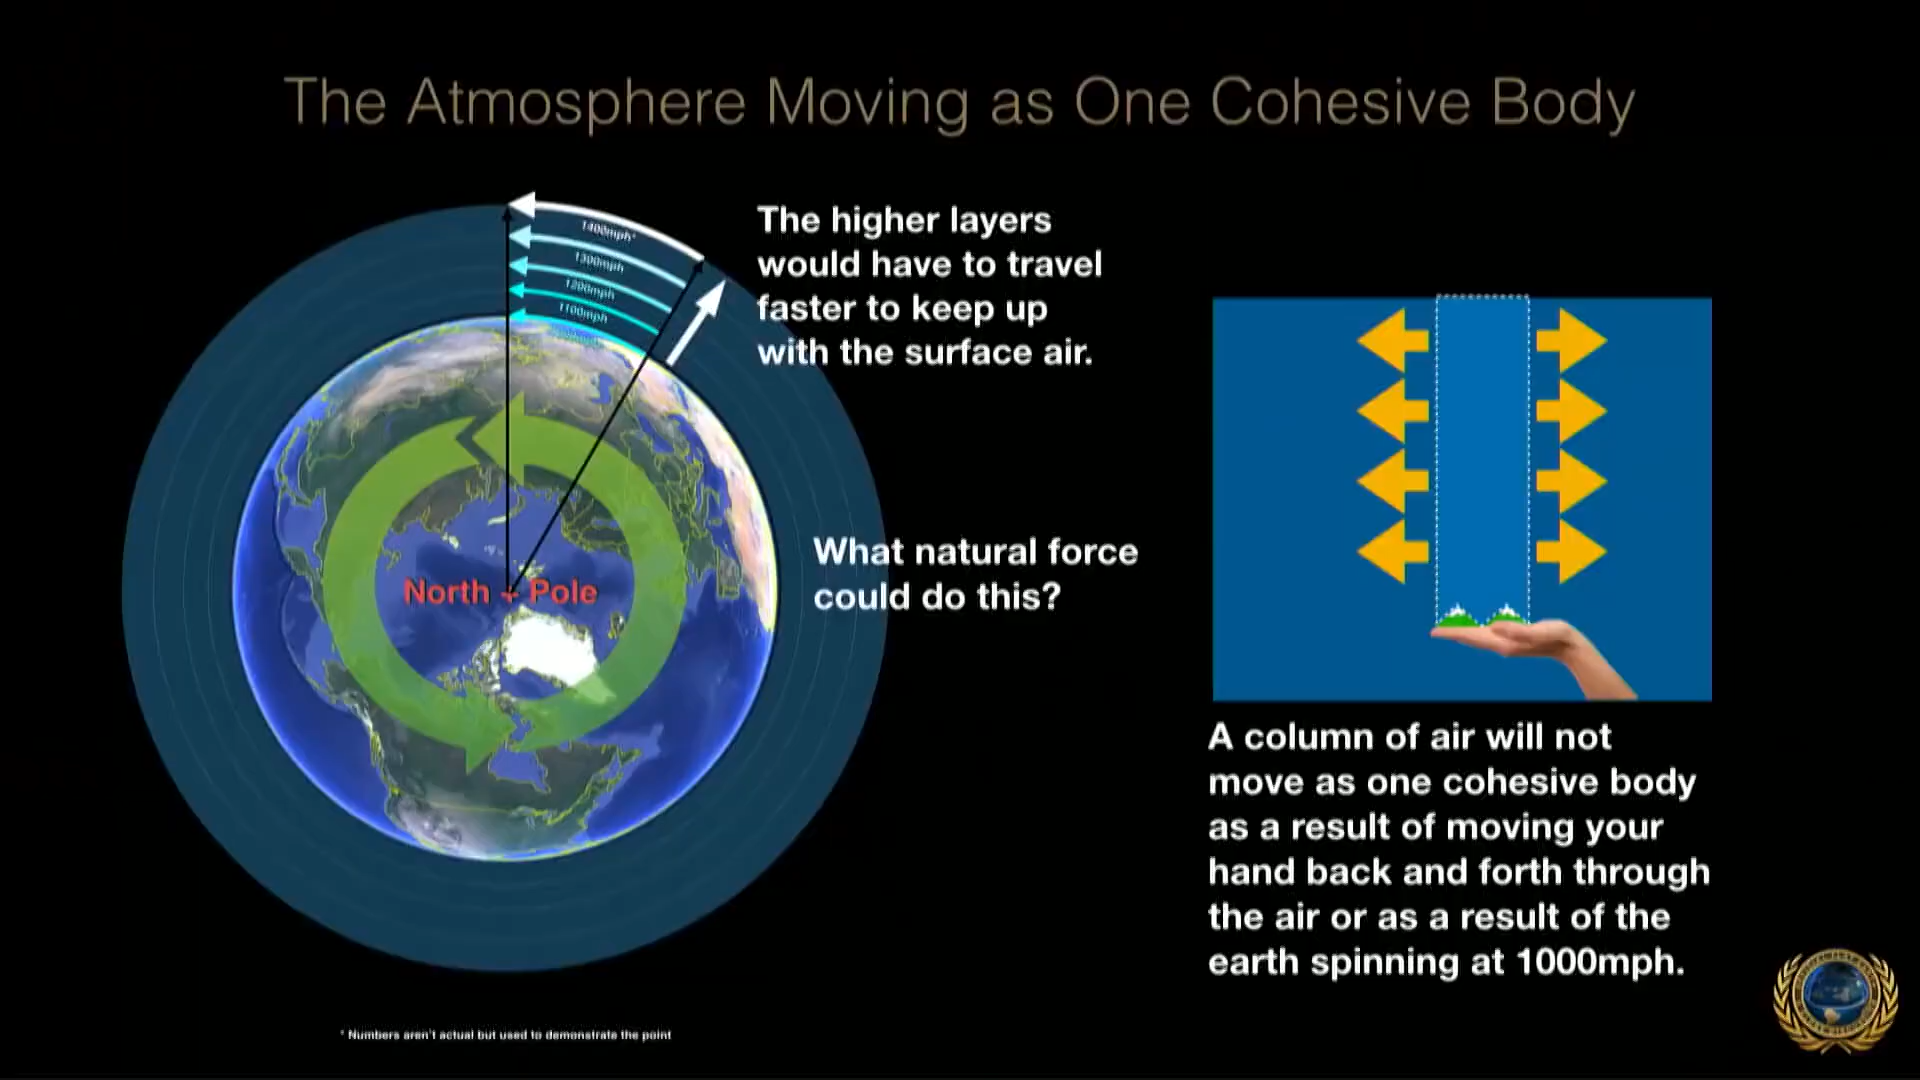 The Atmosphere Moving as One Cohesive Body
1400mph*
1300mph
1200mph
1100mph
The higher layers
would have to travel
faster to keep up
with the surface air.
What natural force
could do this?
North + Pole
A column of air will not
move as one cohesive body
as a result of moving your
hand back and forth through
the air or as a result of the
earth spinning at 1000mph.
* Numbers aren't actual but used to demonstrate the point